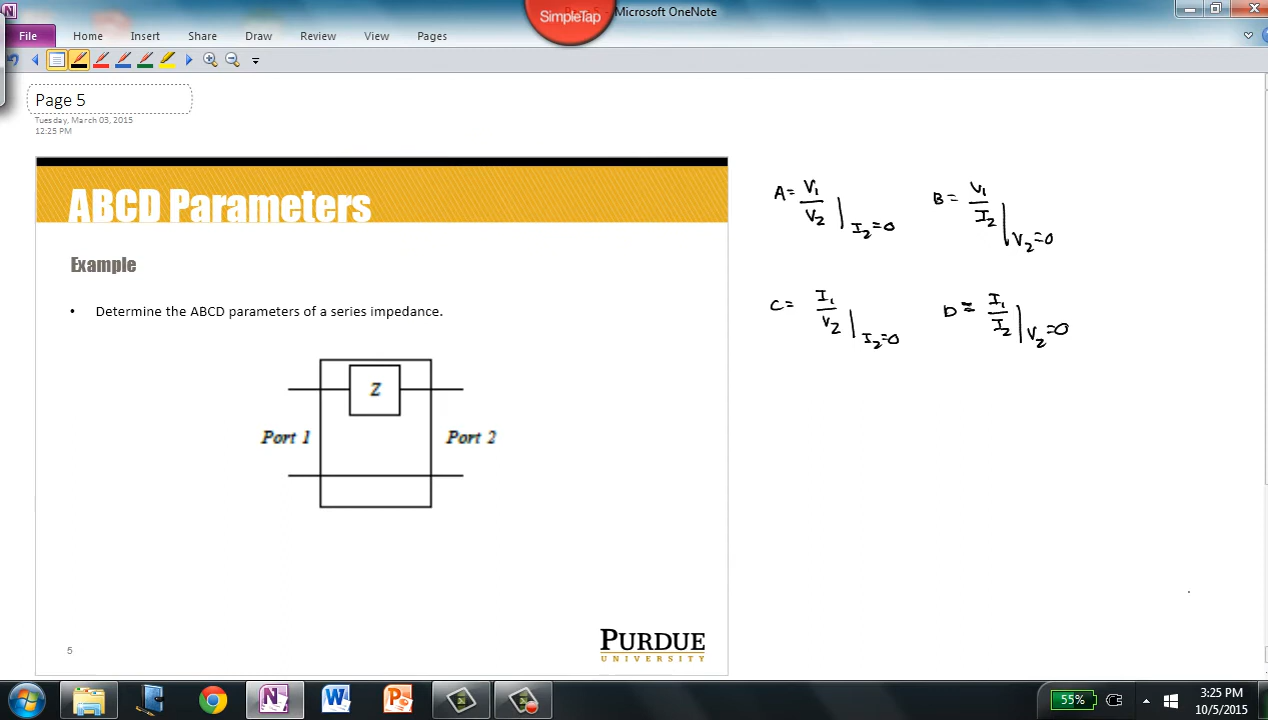 SimpleTap
- Microsoft OneNote
File Home Insert Share Draw Review View Pages
Page 5
Tuesday, March 03, 2015
12:25 PM
ABCD Parameters
Example
• Determine the ABCD parameters of a series impedance.
Z
Port 1 Port 2
5
PURDUE
UNIVERSITY
A = V₁/V₂ | I₂=0
B = V₁/I₂ | V₂=0
C = I₁/V₂ | I₂=0
D = I₁/I₂ | V₂=0
55%
3:25 PM
10/5/2015